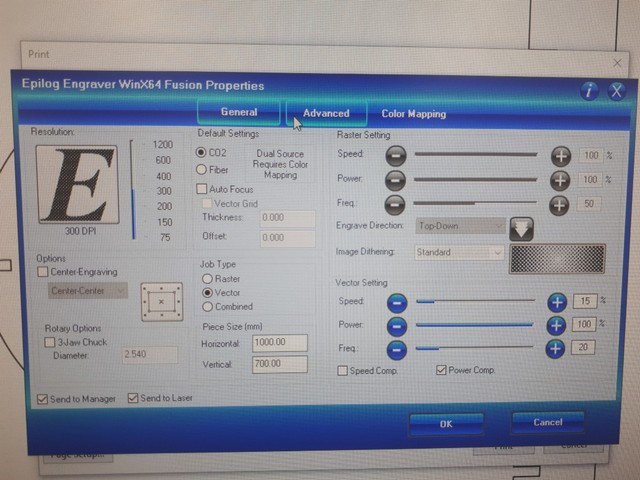 Print
Epilog Engraver WinX64 Fusion Properties
i X
General Advanced Color Mapping
Resolution:
E
300 DPI
1200
600
400
300
200
150
75
Default Settings
CO2
Fiber
Dual Source
Requires Color
Mapping
Auto Focus
Vector Grid
Thickness: 0.000
Offset: 0.000
Options
Center-Engraving
Center-Center
Rotary Options
3-Jaw Chuck
Diameter: 2.540
Job Type
Raster
Vector
Combined
Piece Size (mm)
Horizontal: 1000.00
Vertical: 700.00
Raster Setting
Speed: 100 %
Power: 100 %
Freq.: 50
Engrave Direction: Top-Down
Image Dithering: Standard
Vector Setting
Speed: 15 %
Power: 100 %
Freq.: 20
Speed Comp. Power Comp.
Send to Manager Send to Laser
OK Cancel
Page Setup... Print Cancel